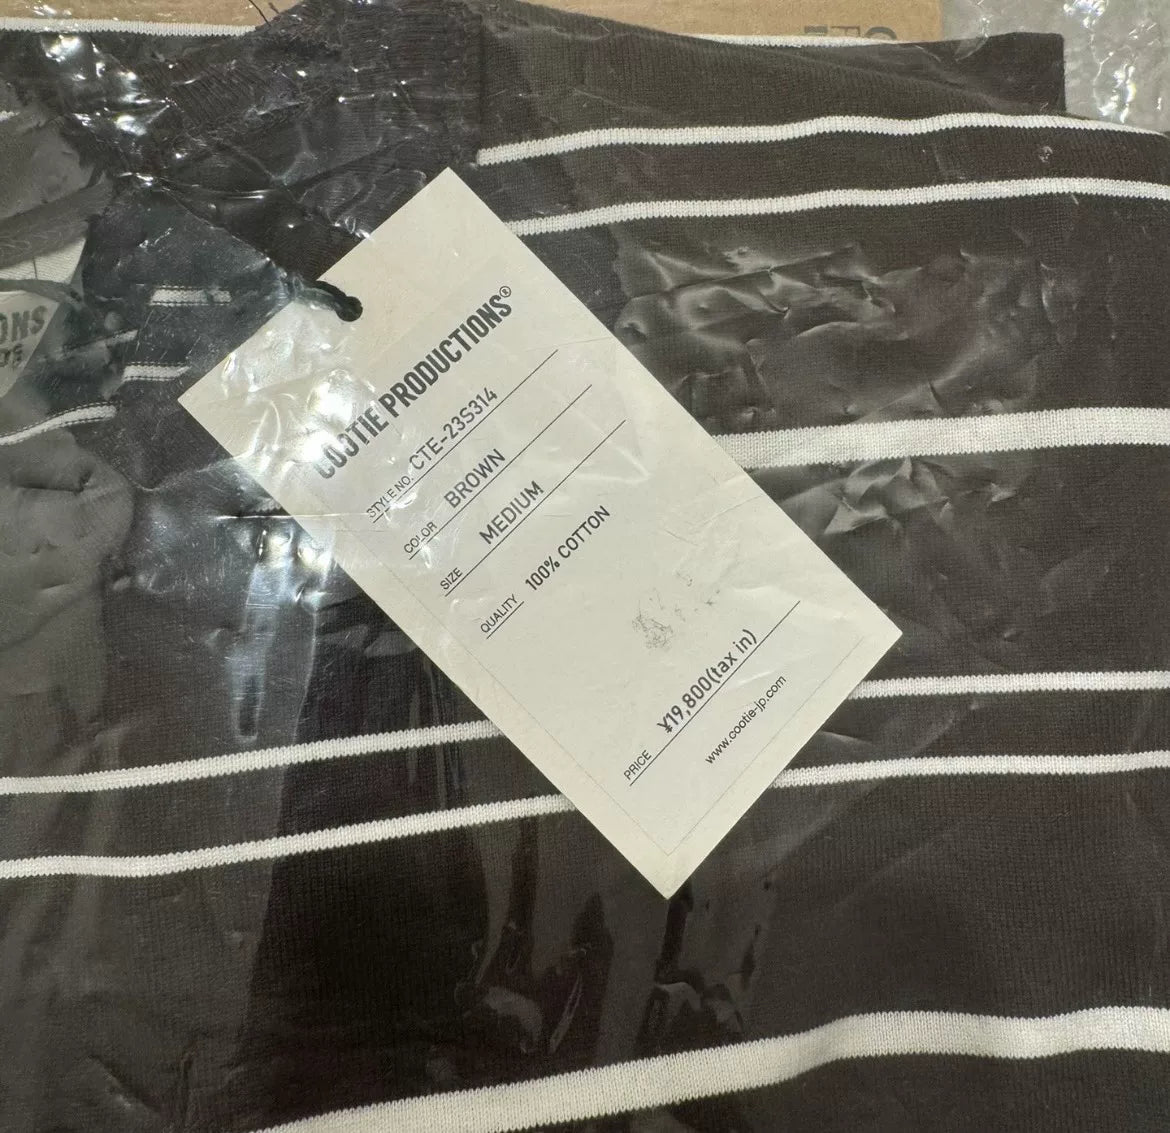 COOTIE PRODUCTIONS®
STYLE NO. CTE-23S314
COLOR BROWN
SIZE MEDIUM
QUALITY 100% COTTON
PRICE ¥19,800(tax in)
www.cootie-jp.com
ONS